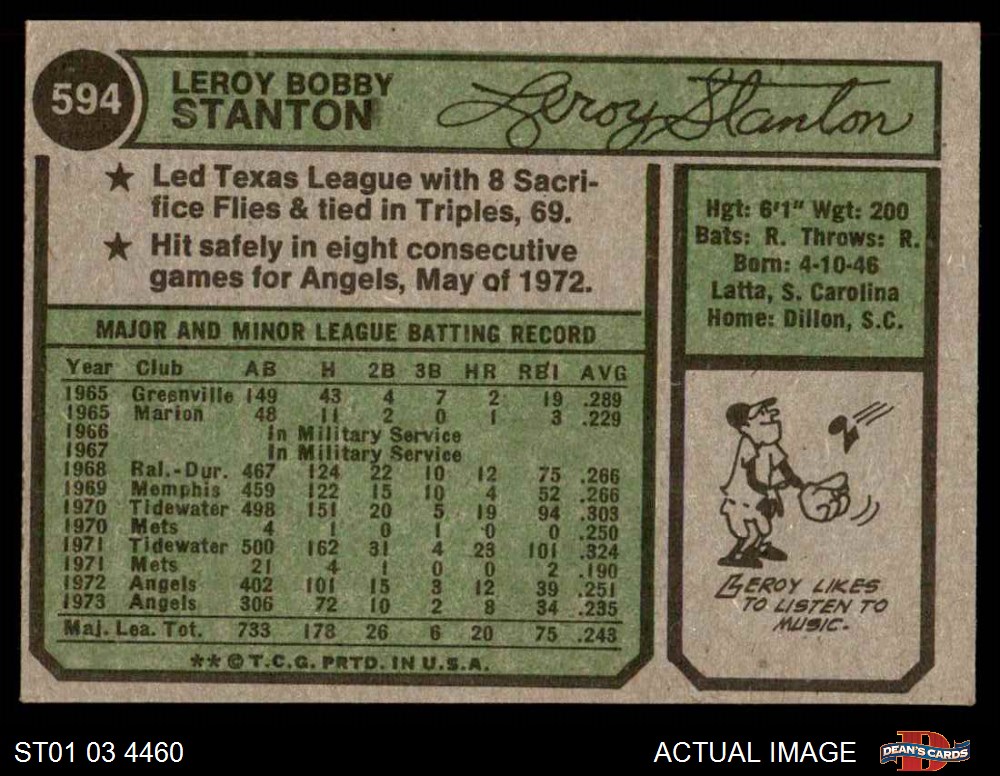 594
LEROY BOBBY
STANTON
Leroy Stanton
★ Led Texas League with 8 Sacri-
fice Flies & tied in Triples, 69.
★ Hit safely in eight consecutive
games for Angels, May of 1972.
Hgt: 6'1" Wgt: 200
Bats: R. Throws: R.
Born: 4-10-46
Latta, S. Carolina
Home: Dillon, S.C.
MAJOR AND MINOR LEAGUE BATTING RECORD
Year Club AB H 2B 3B HR RBI AVG
1965 Greenville 149 43 4 7 2 19 .289
1965 Marion 48 11 2 0 1 3 .229
1966 In Military Service
1967 In Military Service
1968 Ral.-Dur. 467 124 22 10 12 75 .266
1969 Memphis 459 122 15 10 4 52 .266
1970 Tidewater 498 151 20 5 19 94 .303
1970 Mets 4 1 0 1 0 0 .250
1971 Tidewater 500 162 31 4 23 101 .324
1971 Mets 21 4 1 0 0 2 .190
1972 Angels 402 101 15 3 12 39 .251
1973 Angels 306 72 10 2 8 34 .235
Maj. Lea. Tot. 733 178 26 6 20 75 .243
** © T.C.G. PRTD. IN U.S.A.
LEROY LIKES
TO LISTEN TO
MUSIC.
ST01 03 4460
ACTUAL IMAGE
D
DEAN'S CARDS